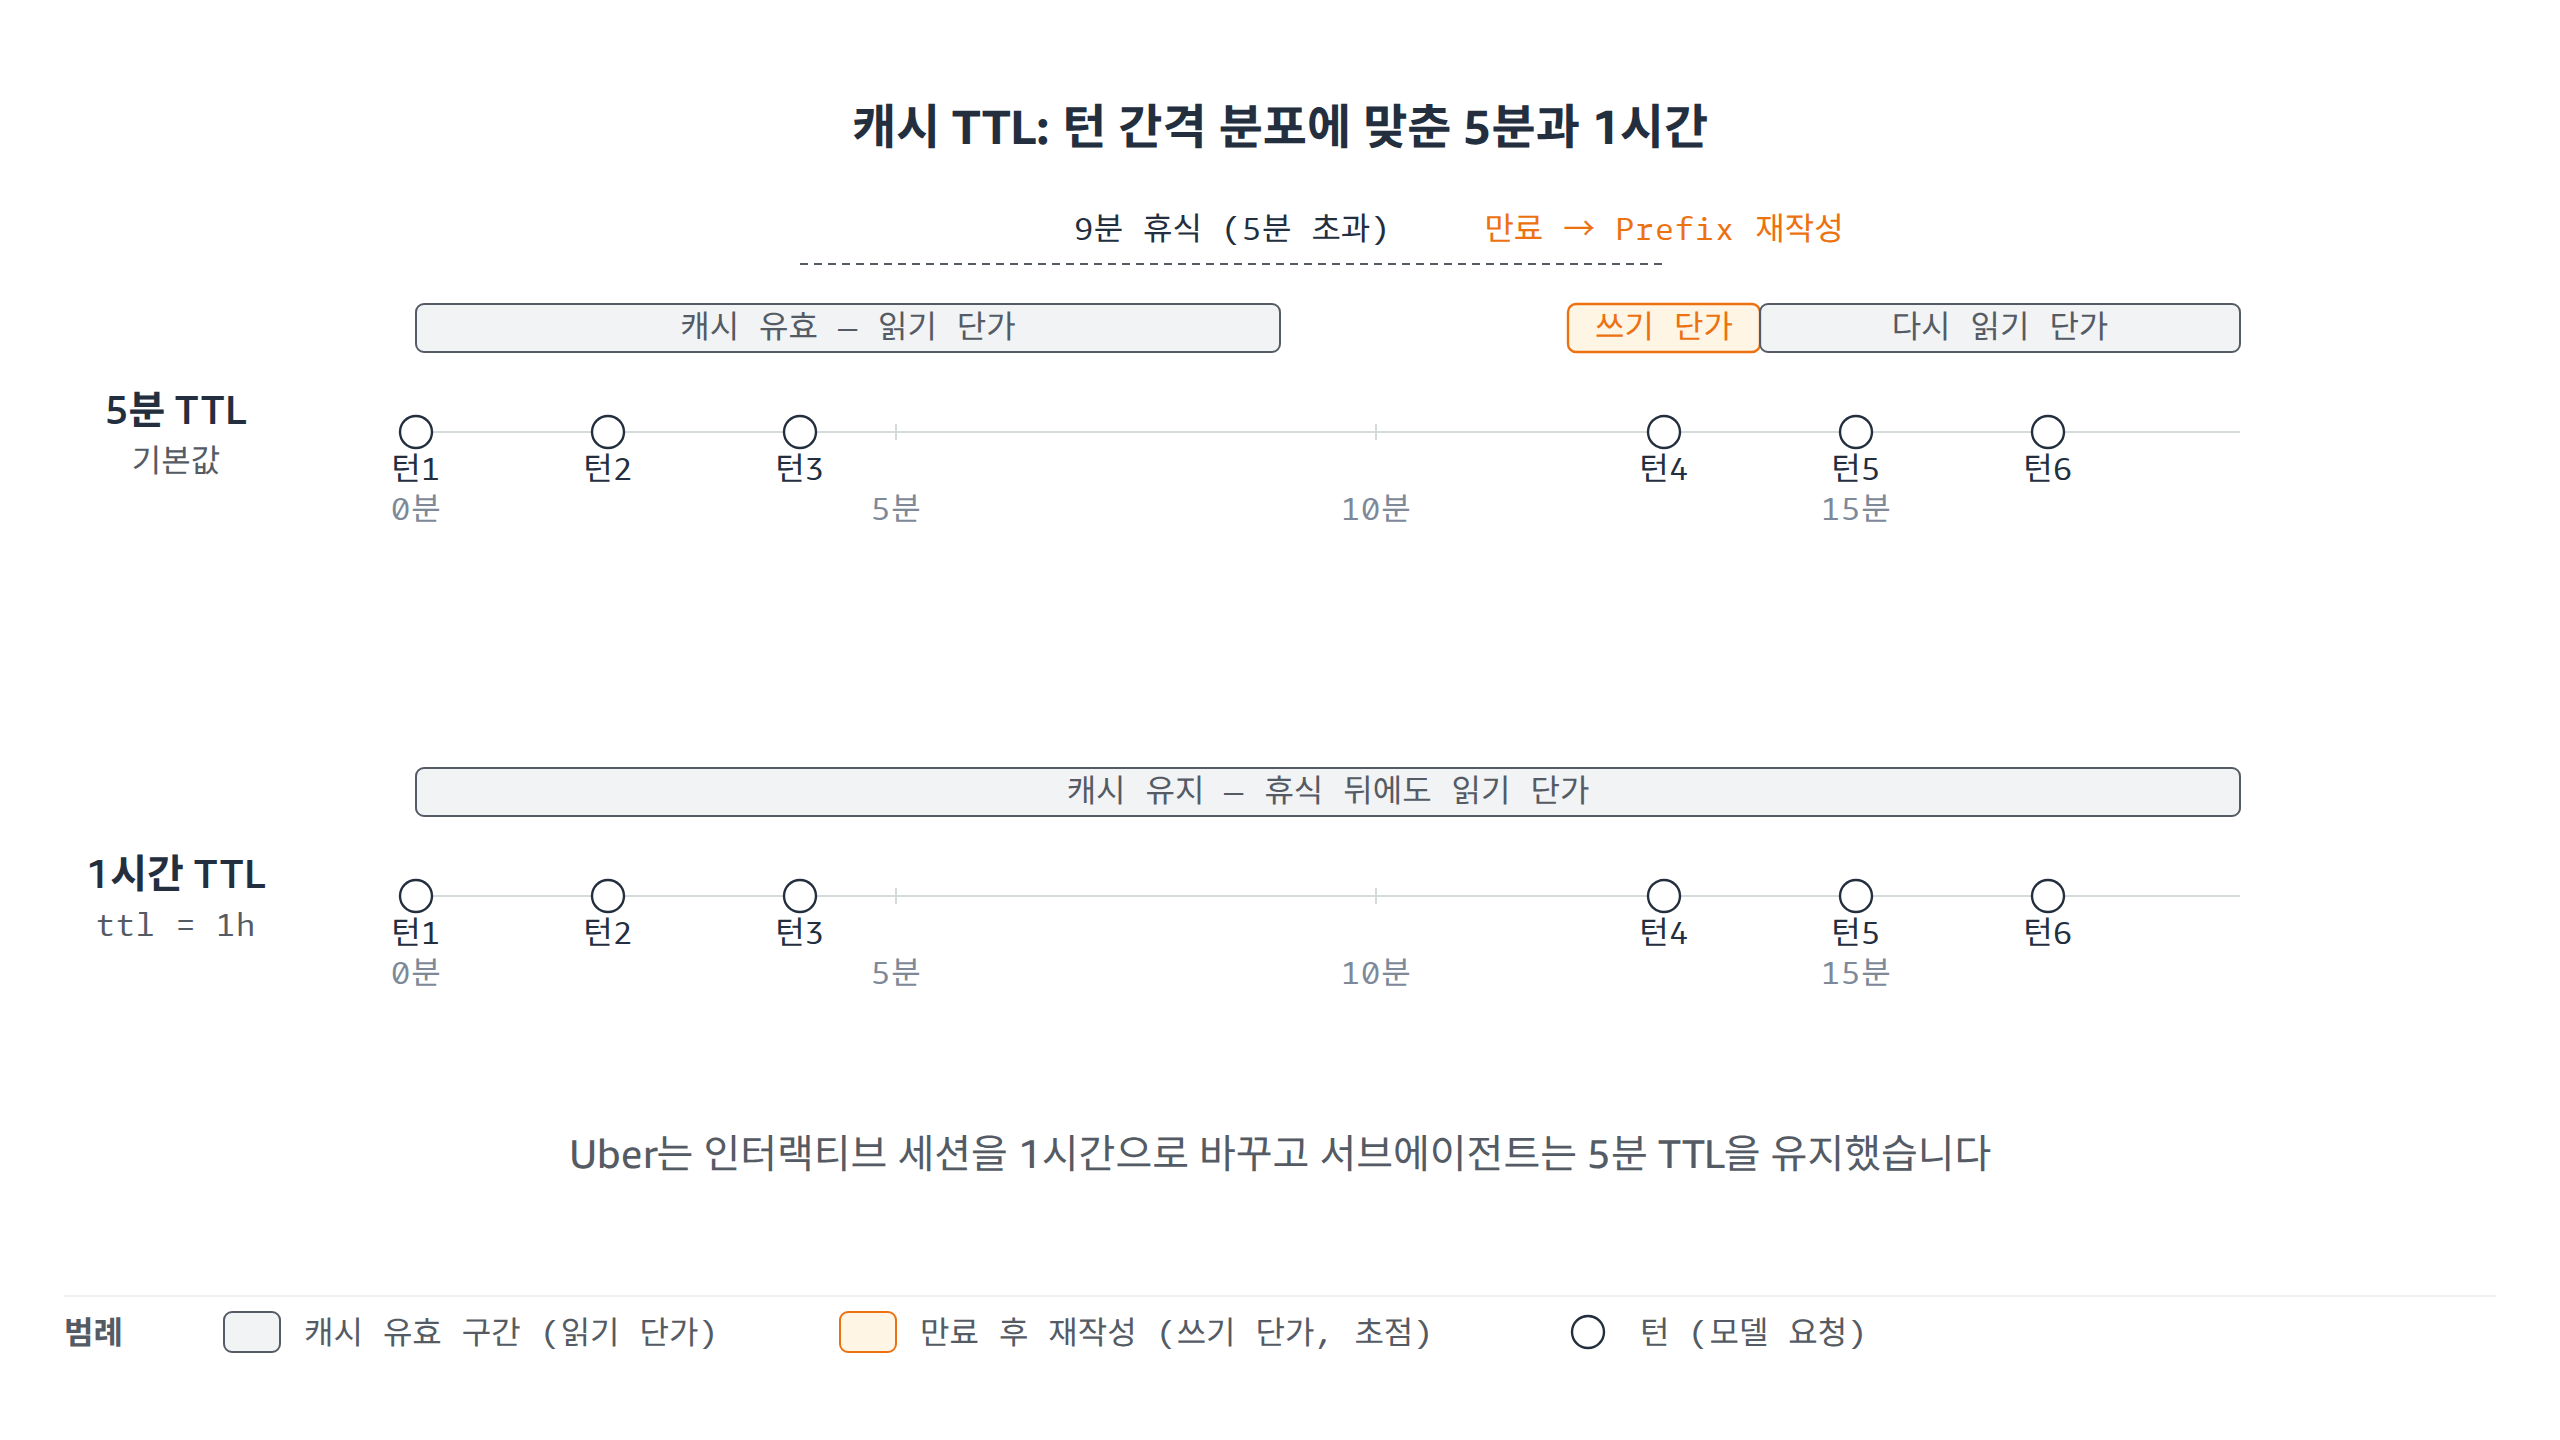 캐시 TTL: 턴 간격 분포에 맞춘 5분과 1시간
9분 휴식 (5분 초과)
만료 → Prefix 재작성
캐시 유효 — 읽기 단가
쓰기 단가
다시 읽기 단가
5분 TTL
기본값
턴1
턴2
턴3
턴4
턴5
턴6
0분
5분
10분
15분
캐시 유지 — 휴식 뒤에도 읽기 단가
1시간 TTL
ttl = 1h
턴1
턴2
턴3
턴4
턴5
턴6
0분
5분
10분
15분
Uber는 인터랙티브 세션을 1시간으로 바꾸고 서브에이전트는 5분 TTL을 유지했습니다
범례
캐시 유효 구간 (읽기 단가)
만료 후 재작성 (쓰기 단가, 초점)
턴 (모델 요청)